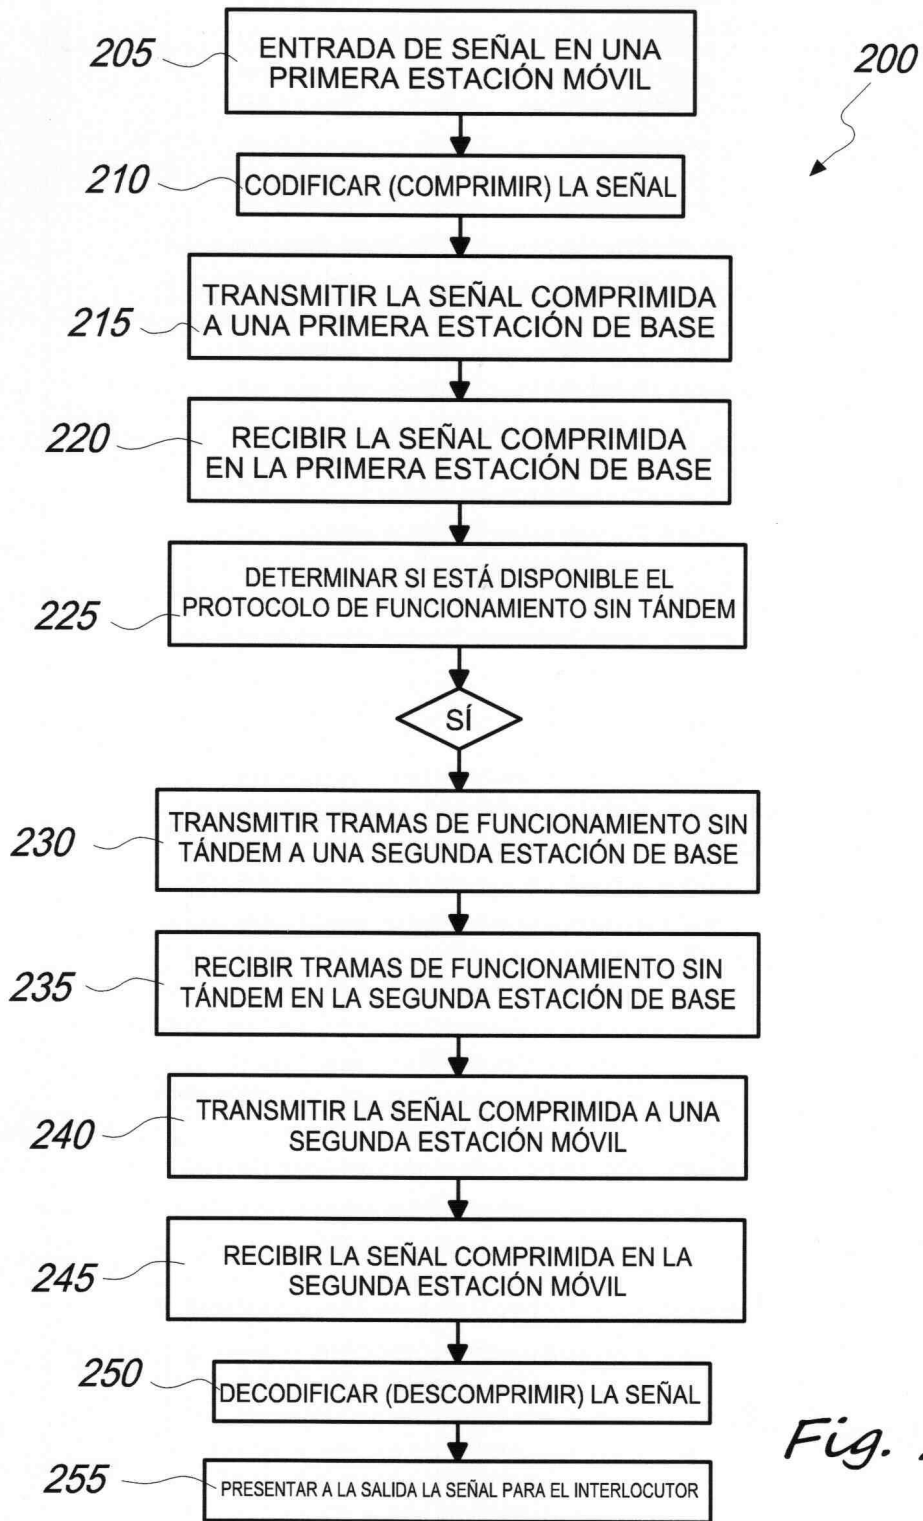 205
ENTRADA DE SEÑAL EN UNA
PRIMERA ESTACIÓN MÓVIL
200
210
CODIFICAR (COMPRIMIR) LA SEÑAL
215
TRANSMITIR LA SEÑAL COMPRIMIDA
A UNA PRIMERA ESTACIÓN DE BASE
220
RECIBIR LA SEÑAL COMPRIMIDA
EN LA PRIMERA ESTACIÓN DE BASE
225
DETERMINAR SI ESTÁ DISPONIBLE EL
PROTOCOLO DE FUNCIONAMIENTO SIN TÁNDEM
SÍ
230
TRANSMITIR TRAMAS DE FUNCIONAMIENTO SIN
TÁNDEM A UNA SEGUNDA ESTACIÓN DE BASE
235
RECIBIR TRAMAS DE FUNCIONAMIENTO SIN
TÁNDEM EN LA SEGUNDA ESTACIÓN DE BASE
240
TRANSMITIR LA SEÑAL COMPRIMIDA A UNA
SEGUNDA ESTACIÓN MÓVIL
245
RECIBIR LA SEÑAL COMPRIMIDA EN LA
SEGUNDA ESTACIÓN MÓVIL
250
DECODIFICAR (DESCOMPRIMIR) LA SEÑAL
255
PRESENTAR A LA SALIDA LA SEÑAL PARA EL INTERLOCUTOR
Fig.